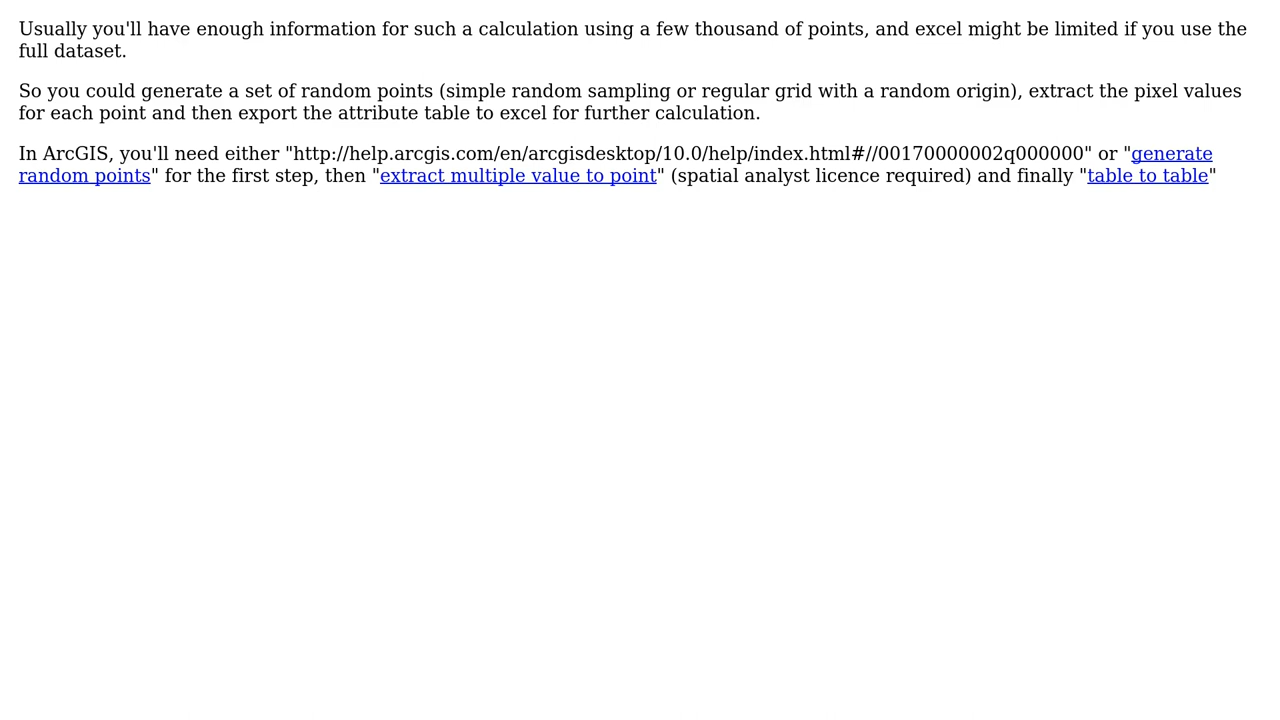 Usually you'll have enough information for such a calculation using a few thousand of points, and excel might be limited if you use the
full dataset.
So you could generate a set of random points (simple random sampling or regular grid with a random origin), extract the pixel values
for each point and then export the attribute table to excel for further calculation.
In ArcGIS, you'll need either "http://help.arcgis.com/en/arcgisdesktop/10.0/help/index.html#//00170000002q000000" or "generate
random points" for the first step, then "extract multiple value to point" (spatial analyst licence required) and finally "table to table"